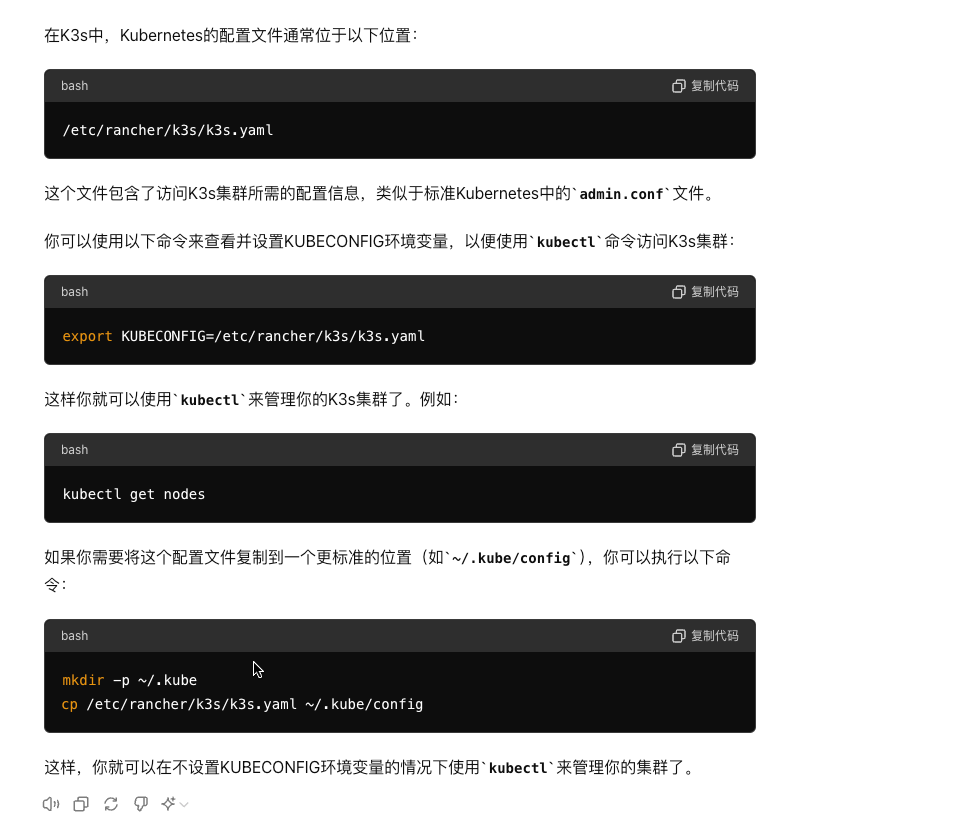 在K3s中，Kubernetes的配置文件通常位于以下位置：
bash
复制代码
/etc/rancher/k3s/k3s.yaml
这个文件包含了访问K3s集群所需的配置信息，类似于标准Kubernetes中的`admin.conf`文件。
你可以使用以下命令来查看并设置KUBECONFIG环境变量，以便使用`kubectl`命令访问K3s集群：
bash
复制代码
export KUBECONFIG=/etc/rancher/k3s/k3s.yaml
这样你就可以使用`kubectl`来管理你的K3s集群了。例如：
bash
复制代码
kubectl get nodes
如果你需要将这个配置文件复制到一个更标准的位置（如`~/.kube/config`），你可以执行以下命
令：
bash
复制代码
mkdir -p ~/.kube
cp /etc/rancher/k3s/k3s.yaml ~/.kube/config
这样，你就可以在不设置KUBECONFIG环境变量的情况下使用`kubectl`来管理你的集群了。